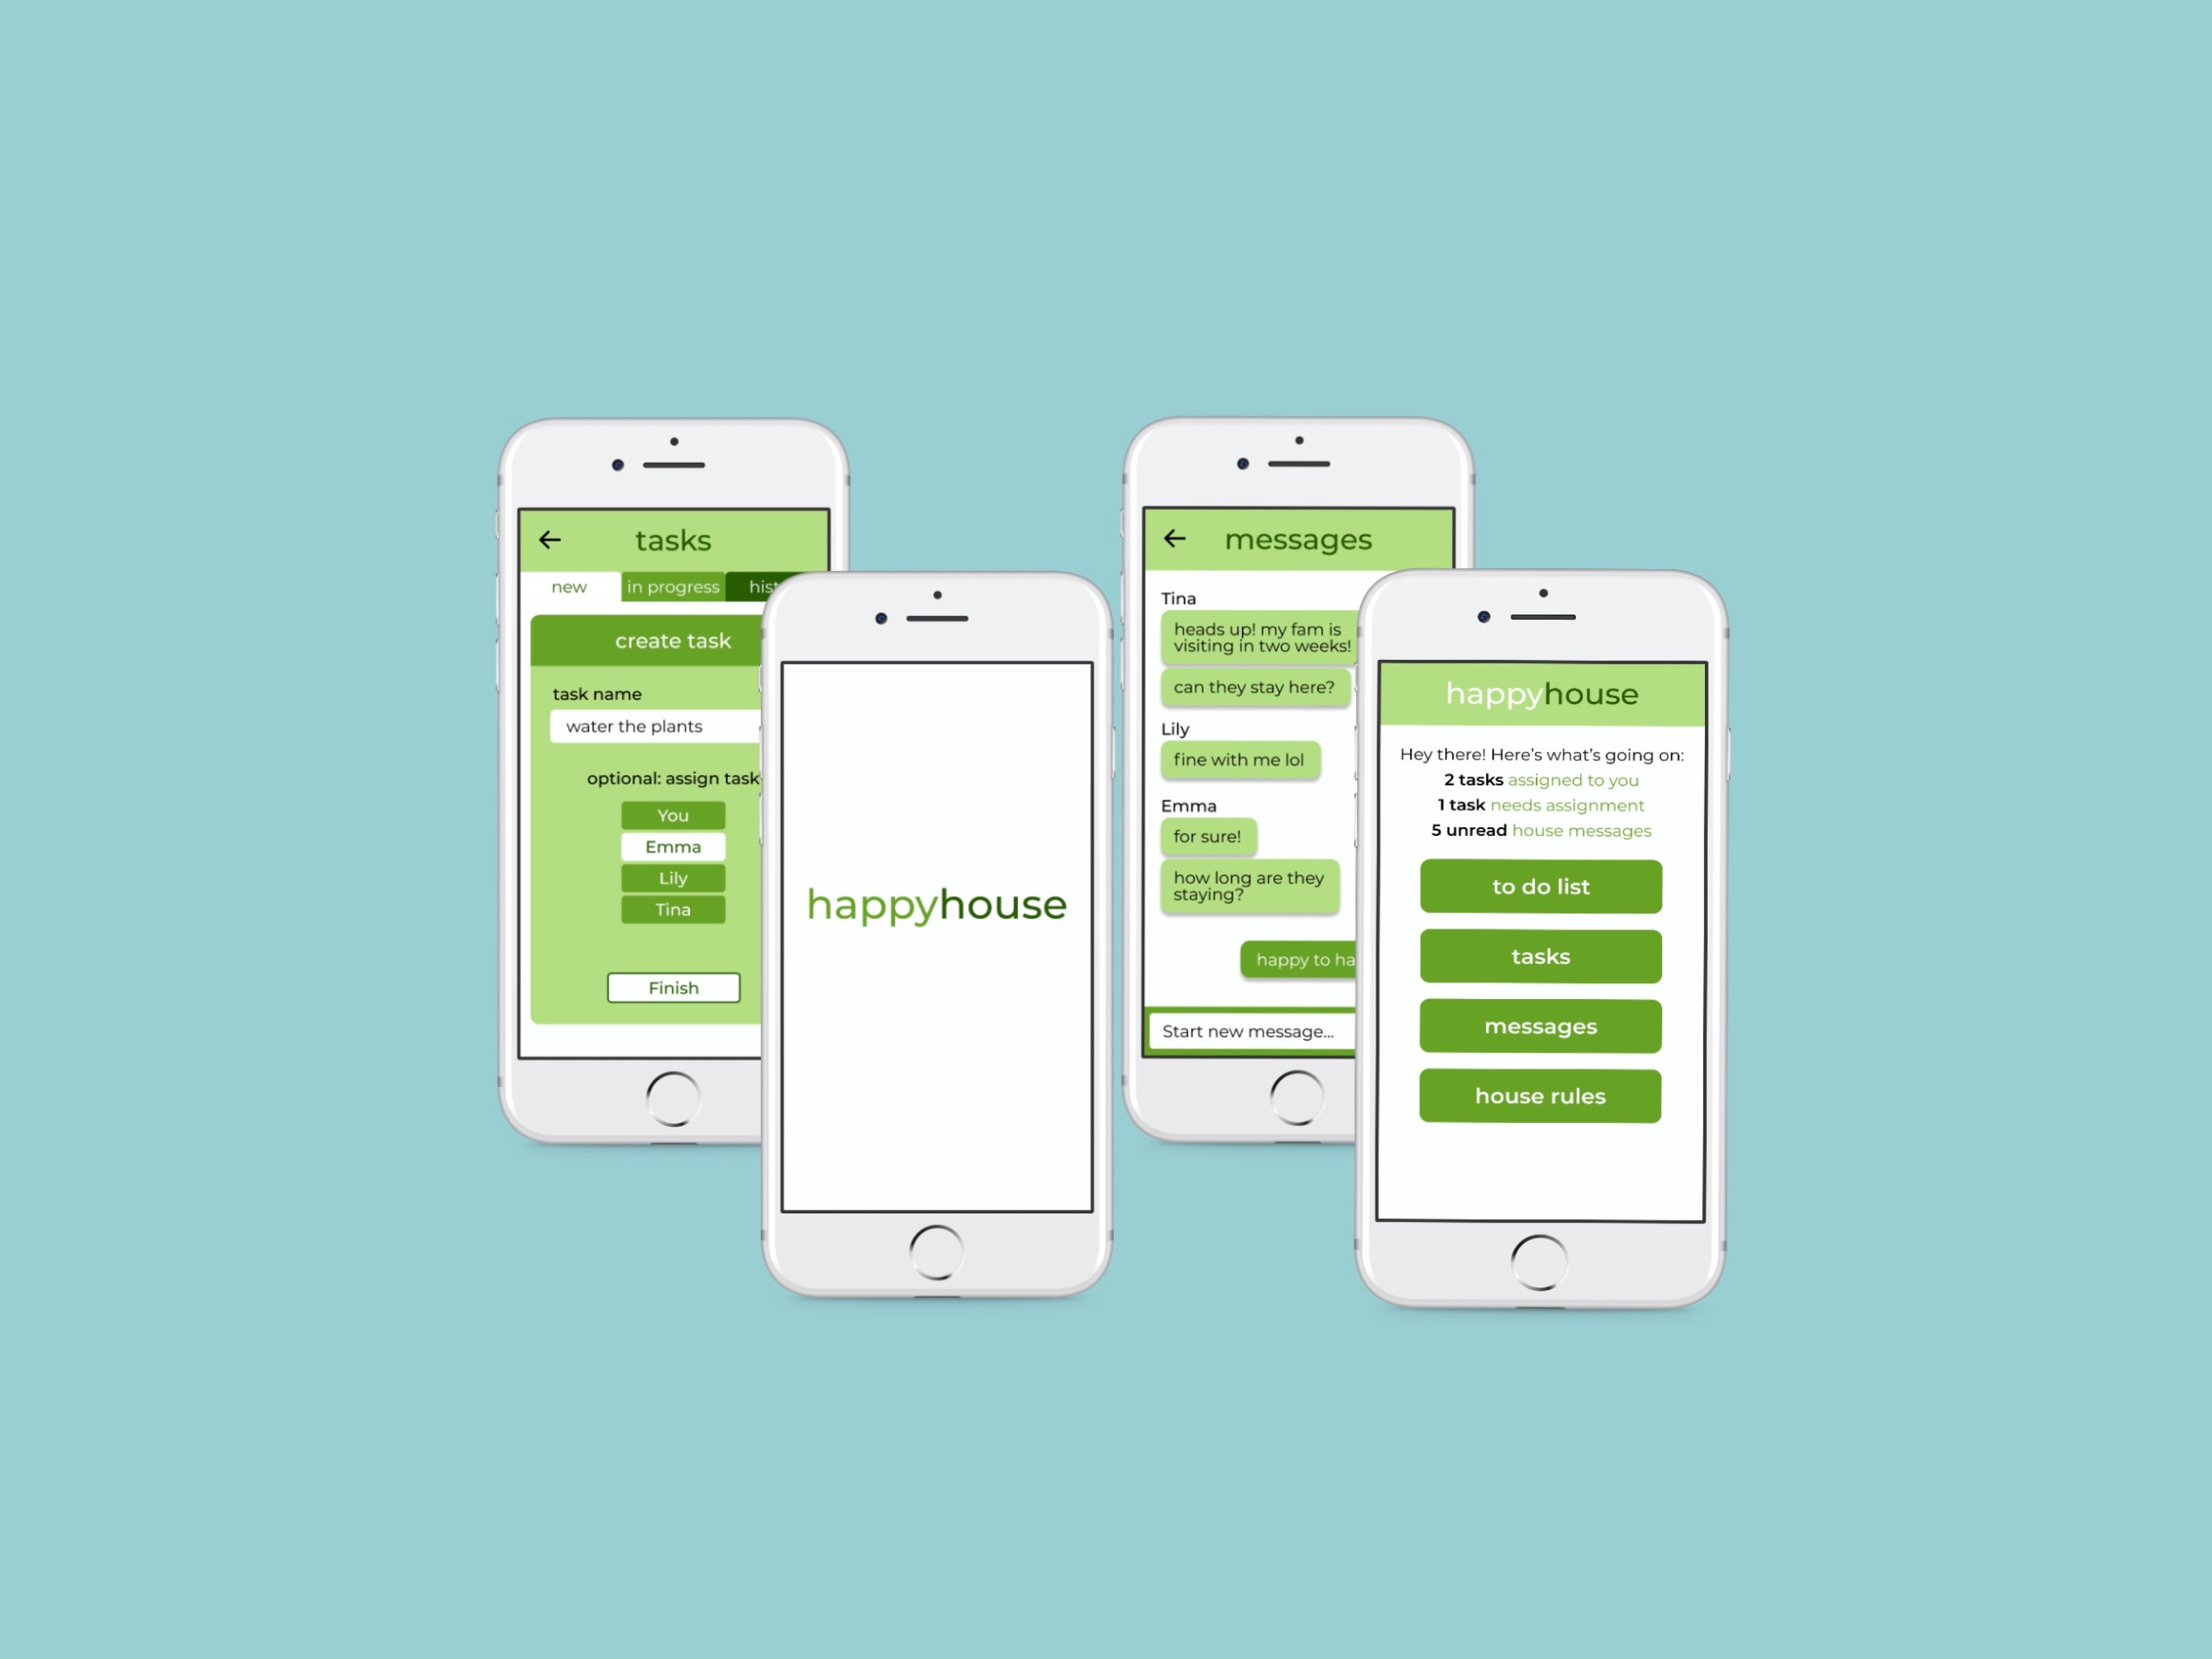 tasks
new
in progress
create task
task name
water the plants
optional: assign task
You
Emma
Lily
Tina
Finish
happyhouse
messages
Tina
heads up! my fam is
visiting in two weeks!
can they stay here?
Lily
fine with me lol
Emma
for sure!
how long are they
staying?
happy to
Start new message...
happyhouse
Hey there! Here's what's going on:
2 tasks assigned to you
1 task needs assignment
5 unread house messages
to do list
tasks
messages
house rules